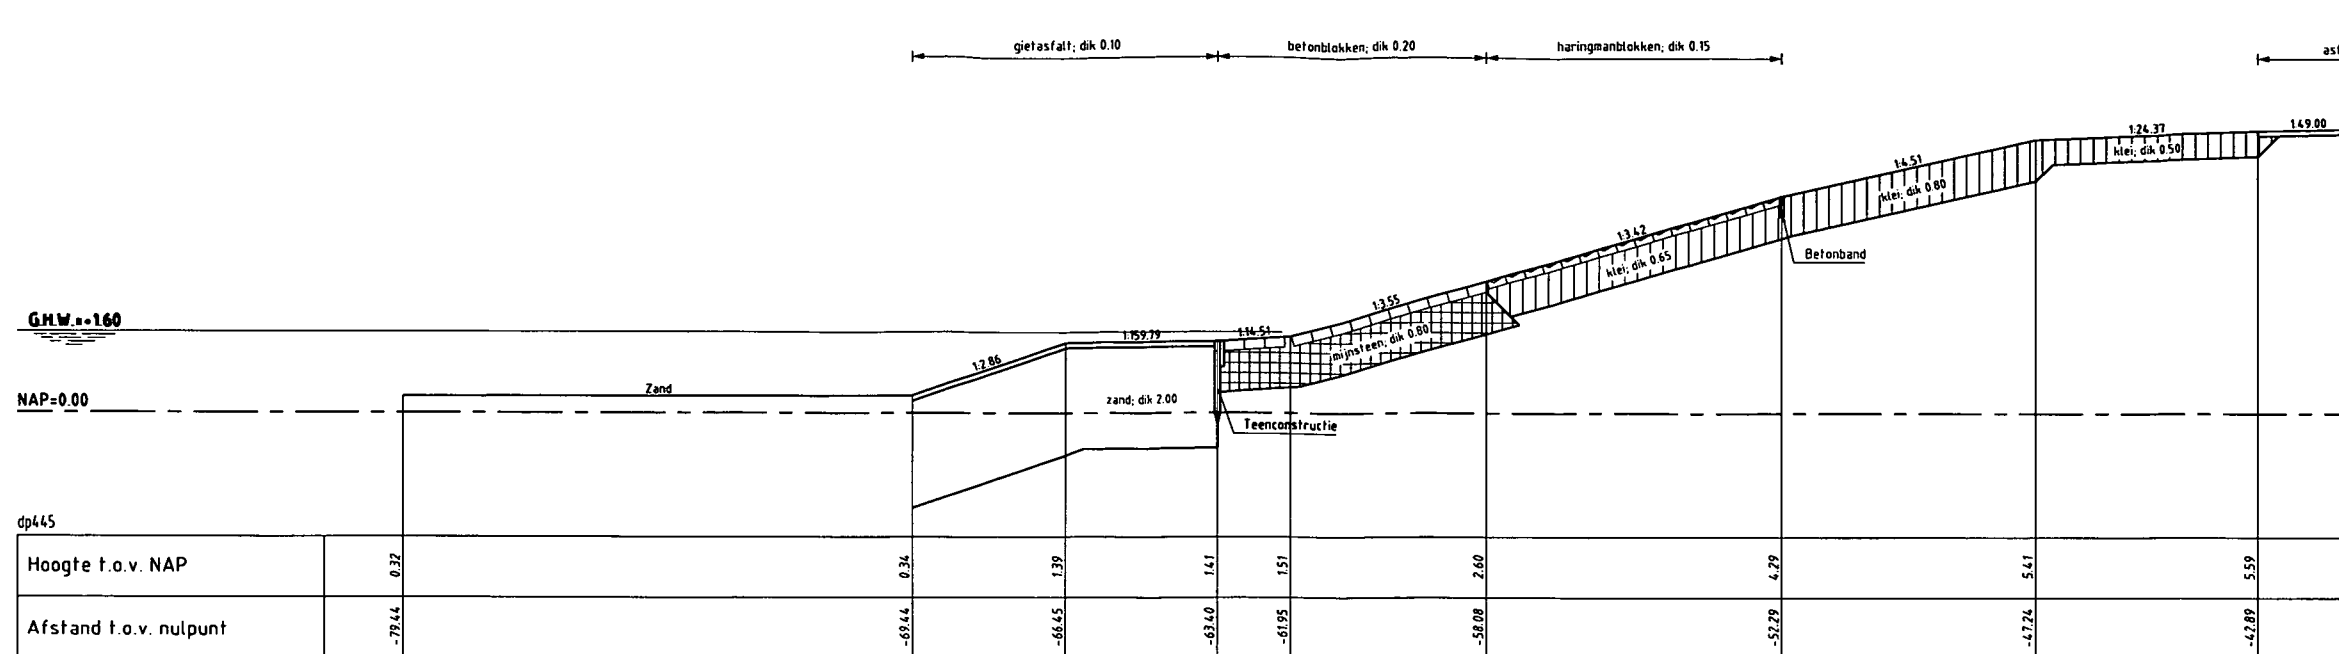 gietasfalt; dik 0.10
betonblokken; dik 0.20
haringmanblokken; dik 0.15
1:24.37
1:49.00
klei; dik 0.50
1:4.51
klei; dik 0.80
1:3.42
klei; dik 0.65
Betonband
1:3.55
mijnsteen; dik 0.80
G.H.W.=+1.60
1:159.79
1:14.51
1:2.86
Zand
NAP=0.00
zand; dik 2.00
Teenconstructie
dp445
Hoogte t.o.v. NAP 0.32 0.34 1.39 1.41 1.51 2.60 4.29 5.41 5.59
Afstand t.o.v. nulpunt -79.44 -69.44 -66.45 -63.40 -61.95 -58.08 -52.29 -47.24 -42.89